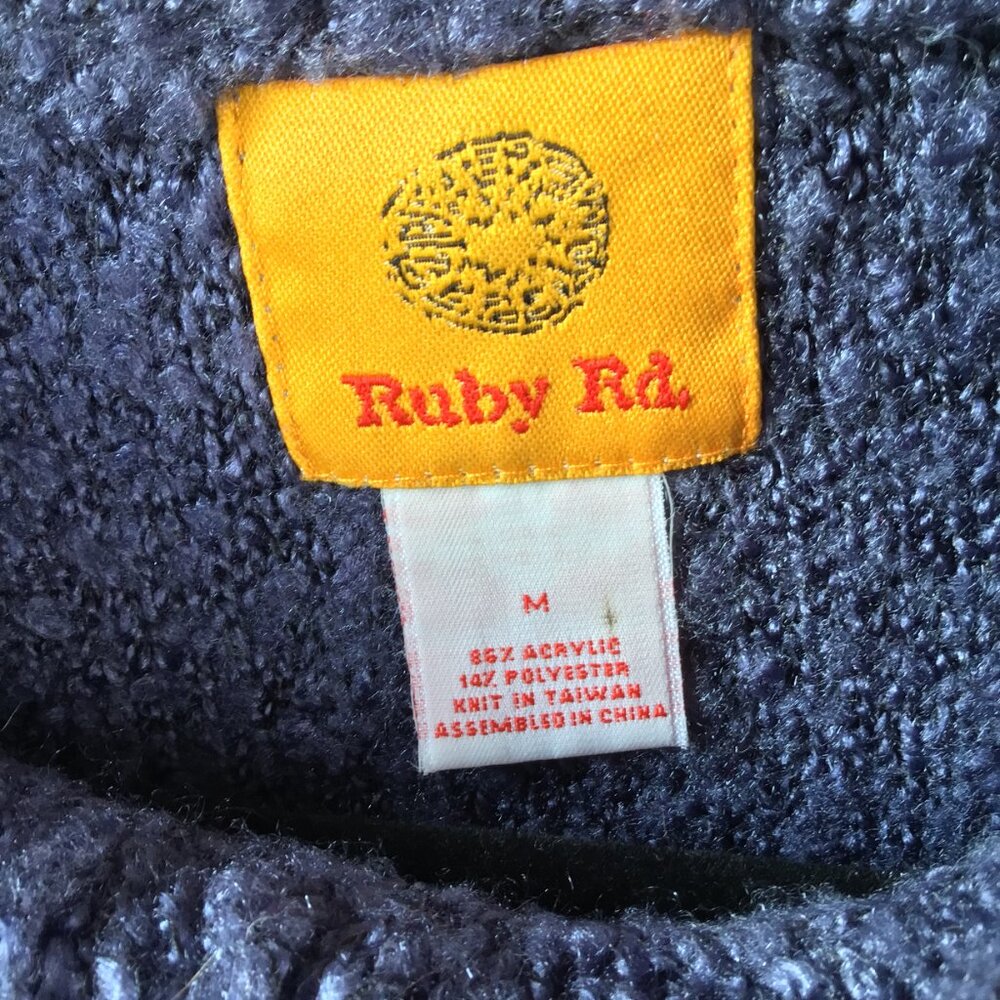 Ruby Rd.
M
86% ACRYLIC
14% POLYESTER
KNIT IN TAIWAN
ASSEMBLED IN CHINA